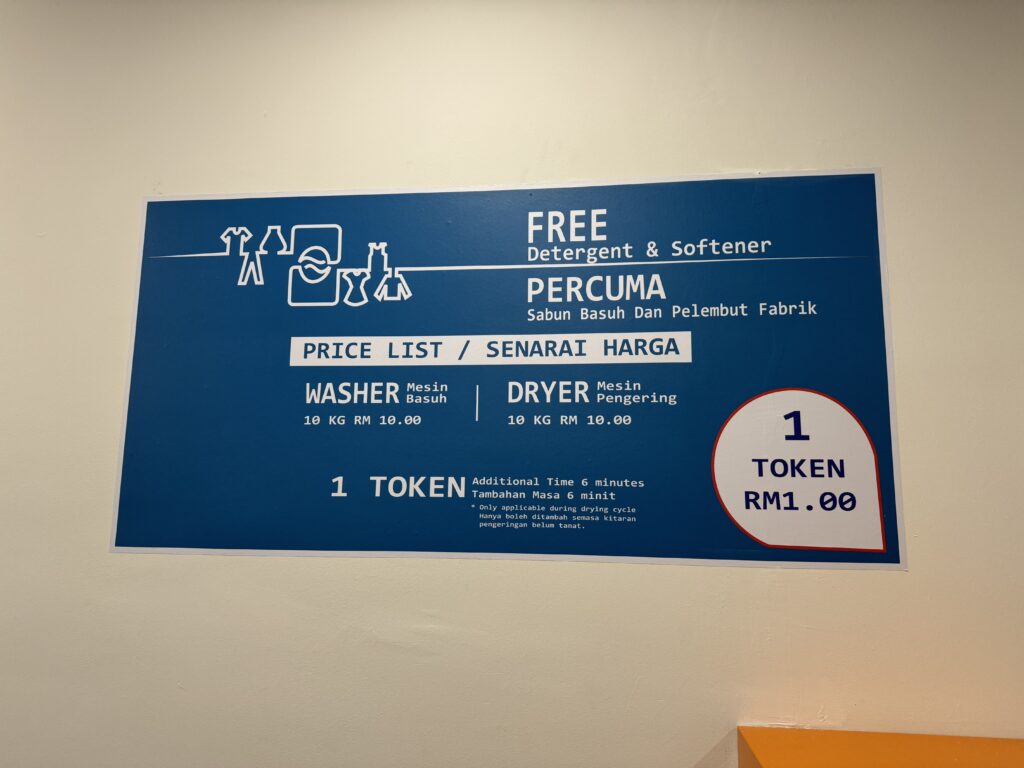 FREE
Detergent & Softener
PERCUMA
Sabun Basuh Dan Pelembut Fabrik
PRICE LIST / SENARAI HARGA
WASHER Mesin Basuh
10 KG RM 10.00
DRYER Mesin Pengering
10 KG RM 10.00
1 TOKEN Additional Time 6 minutes
Tambahan Masa 6 minit
* Only applicable during drying cycle
Hanya boleh ditambah semasa kitaran
pengeringan belum tanat.
1
TOKEN
RM1.00